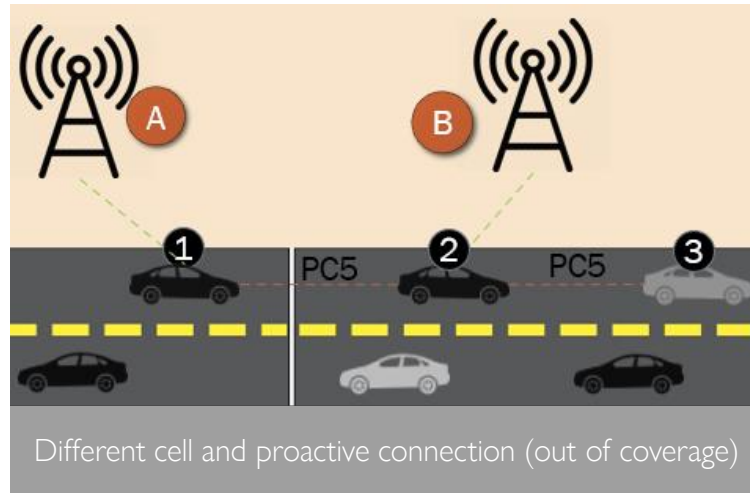 A
B
1
2
3
PC5
PC5
Different cell and proactive connection (out of coverage)